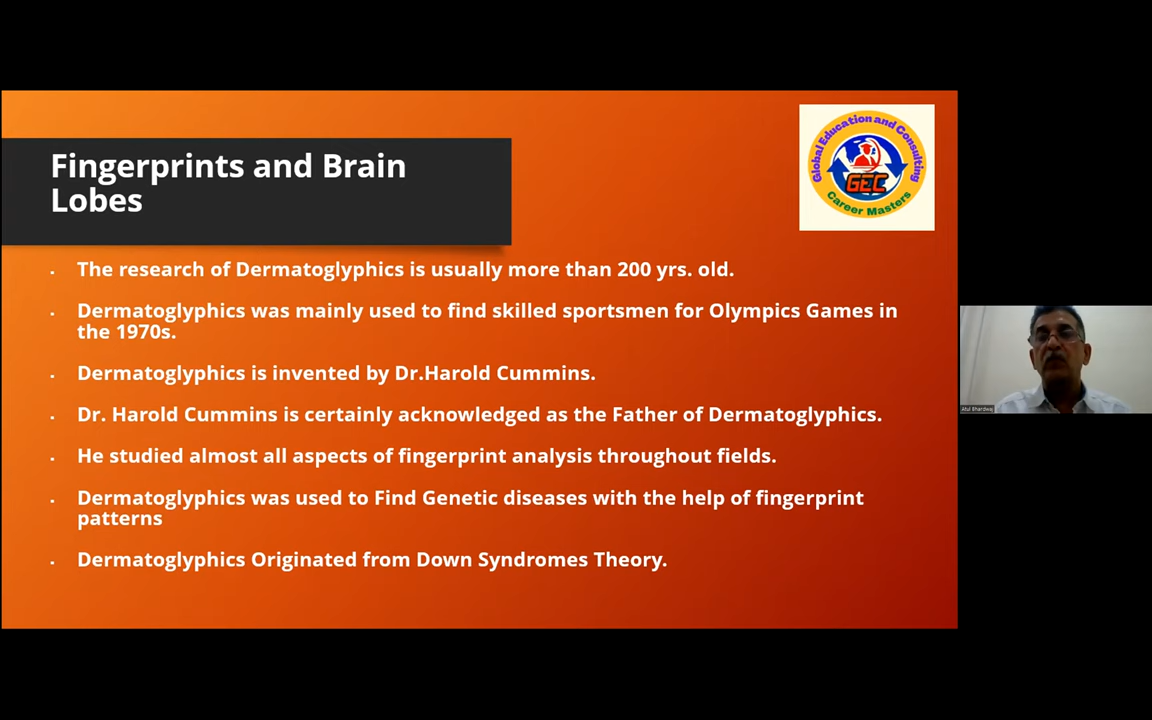 Fingerprints and Brain
Lobes
Global Education and Consulting
GEC
Career Masters
▪ The research of Dermatoglyphics is usually more than 200 yrs. old.
▪ Dermatoglyphics was mainly used to find skilled sportsmen for Olympics Games in
the 1970s.
▪ Dermatoglyphics is invented by Dr.Harold Cummins.
▪ Dr. Harold Cummins is certainly acknowledged as the Father of Dermatoglyphics.
▪ He studied almost all aspects of fingerprint analysis throughout fields.
▪ Dermatoglyphics was used to Find Genetic diseases with the help of fingerprint
patterns
▪ Dermatoglyphics Originated from Down Syndromes Theory.
Atul Bhardwaj